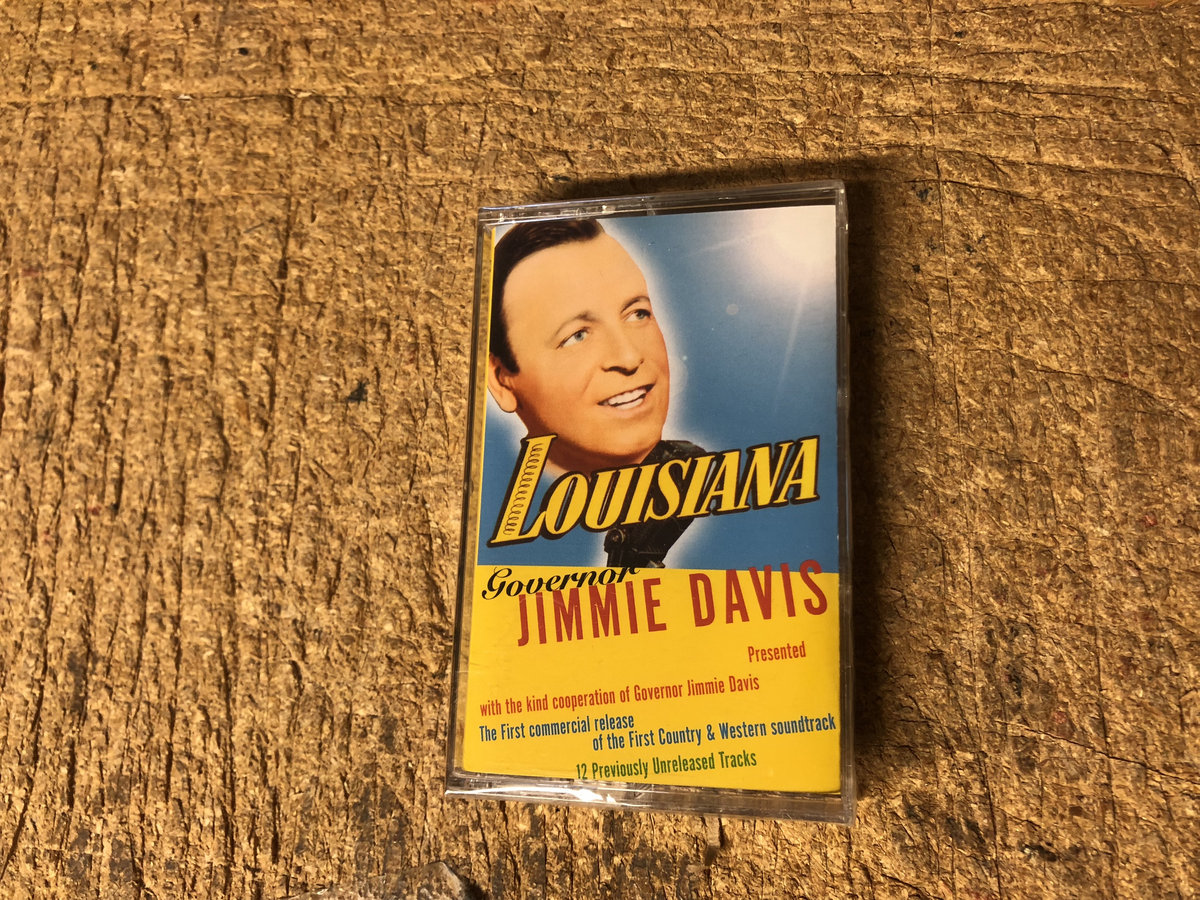 LOUISIANA
Governor
JIMMIE DAVIS
Presented
with the kind cooperation of Governor Jimmie Davis
The First commercial release
of the First Country & Western soundtrack
12 Previously Unreleased Tracks